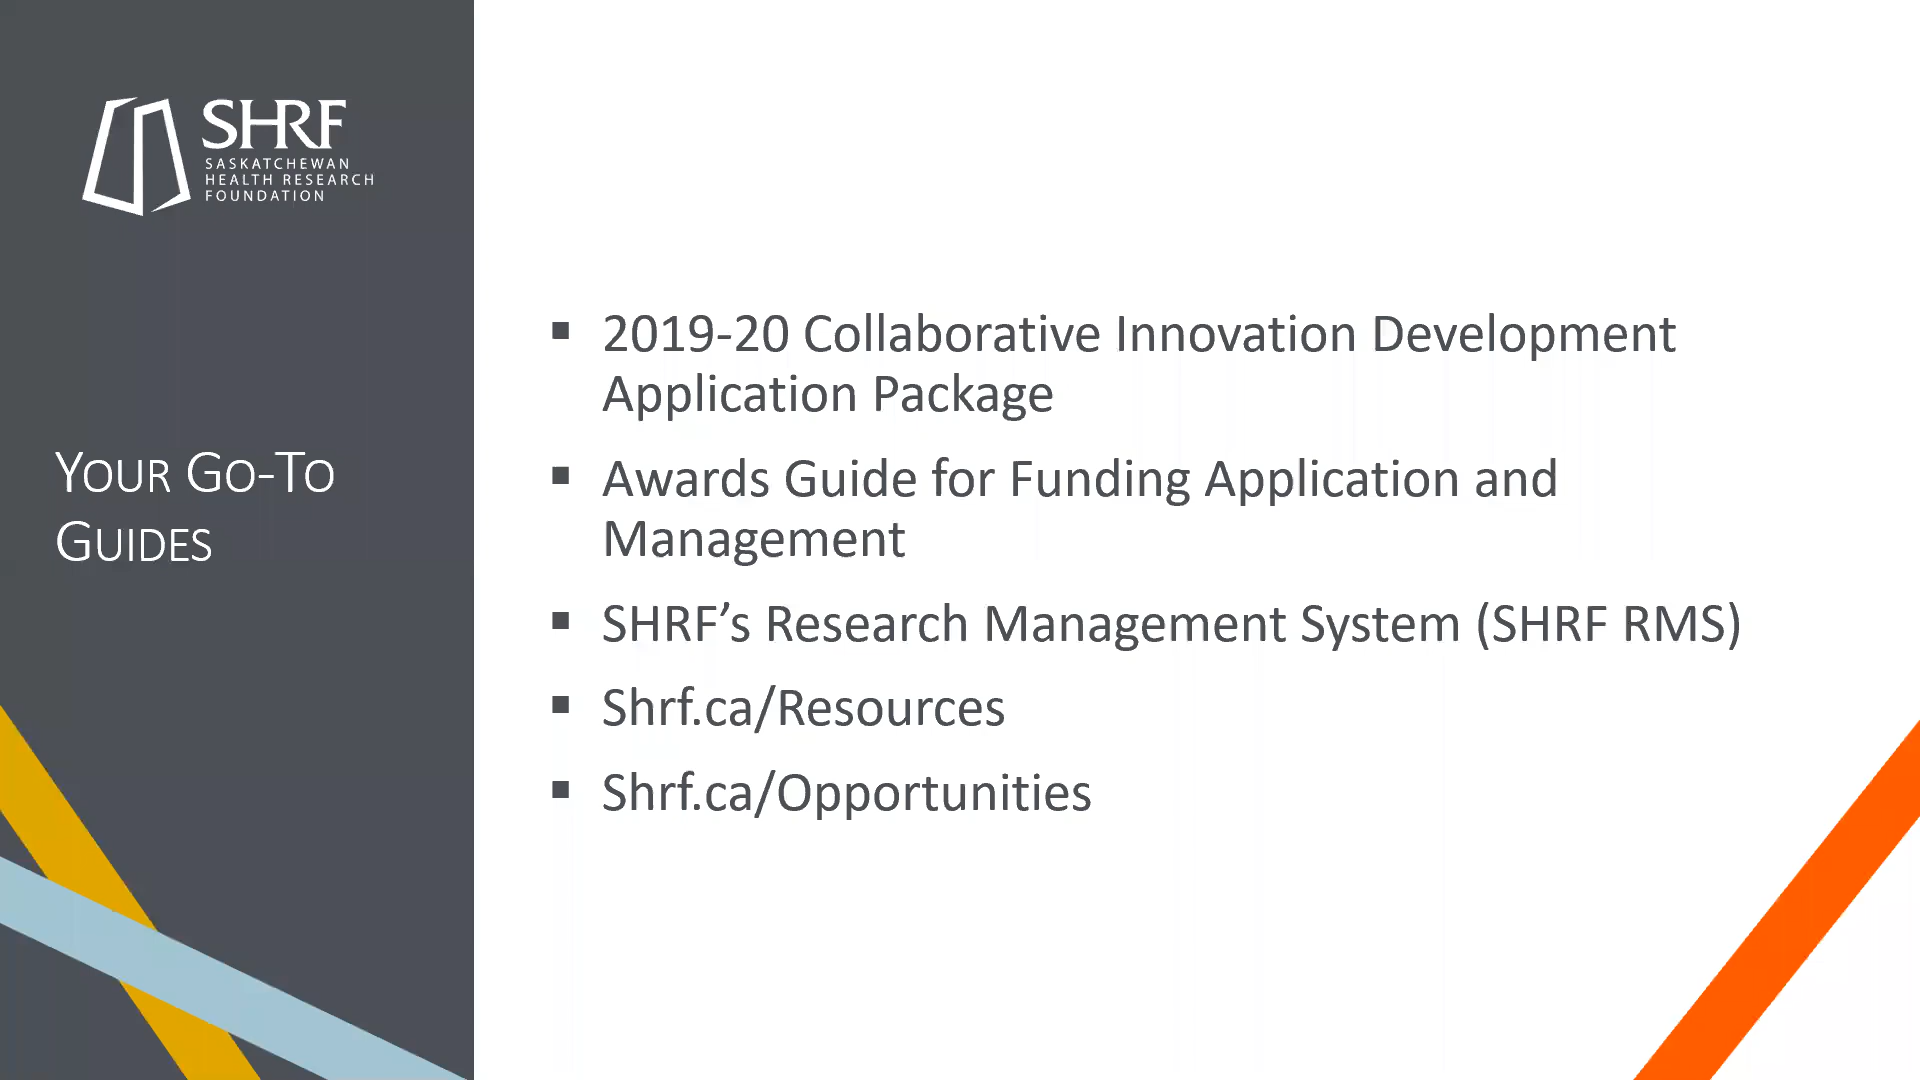 SHRF
SASKATCHEWAN
HEALTH RESEARCH
FOUNDATION
YOUR GO-TO
GUIDES
▪ 2019-20 Collaborative Innovation Development
Application Package
▪ Awards Guide for Funding Application and
Management
▪ SHRF’s Research Management System (SHRF RMS)
▪ Shrf.ca/Resources
▪ Shrf.ca/Opportunities